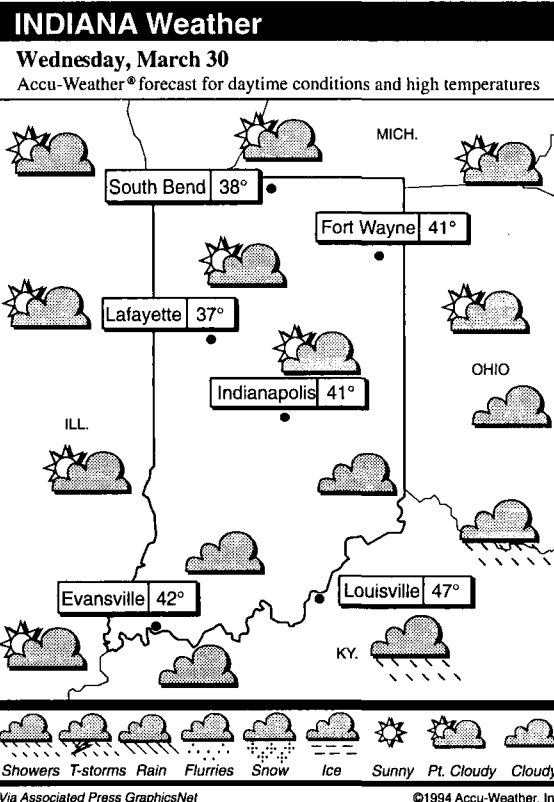 INDIANA Weather
Wednesday, March 30
Accu-Weather® forecast for daytime conditions and high temperatures
MICH.
South Bend 38°
Fort Wayne 41°
Lafayette 37°
OHIO
Indianapolis 41°
ILL.
Evansville 42°
Louisville 47°
KY.
Showers T-storms Rain Flurries Snow Ice Sunny Pt. Cloudy Cloudy
Via Associated Press GraphicsNet ©1994 Accu-Weather, In